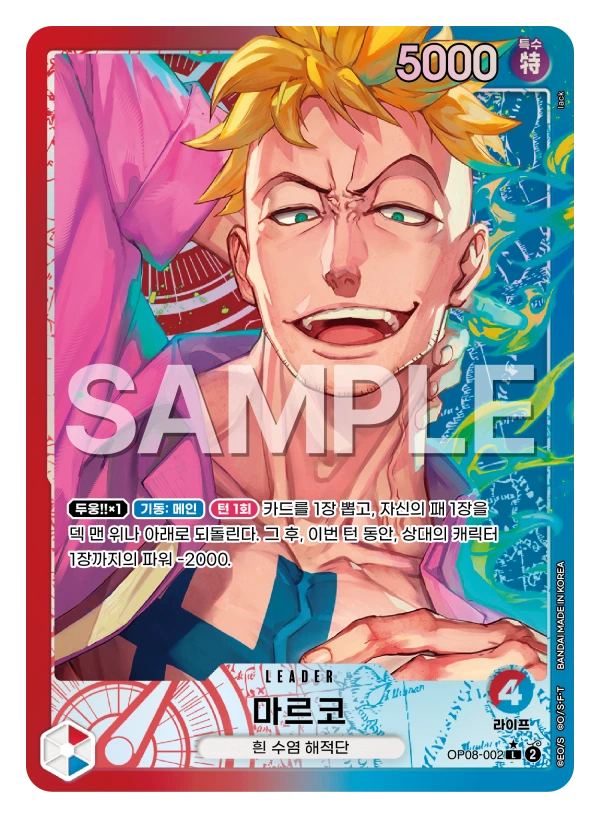 5000
특수
特
lack
SAMPLE
두웅!!×1 기동: 메인 턴 1회 카드를 1장 뽑고, 자신의 패 1장을
덱 맨 위나 아래로 되돌린다. 그 후, 이번 턴 동안, 상대의 캐릭터
1장까지의 파워 -2000.
LEADER
마르코
흰 수염 해적단
4
라이프
OP08-002 L 2
©EO/S ©O/S·F·T BANDAI MADE IN KOREA